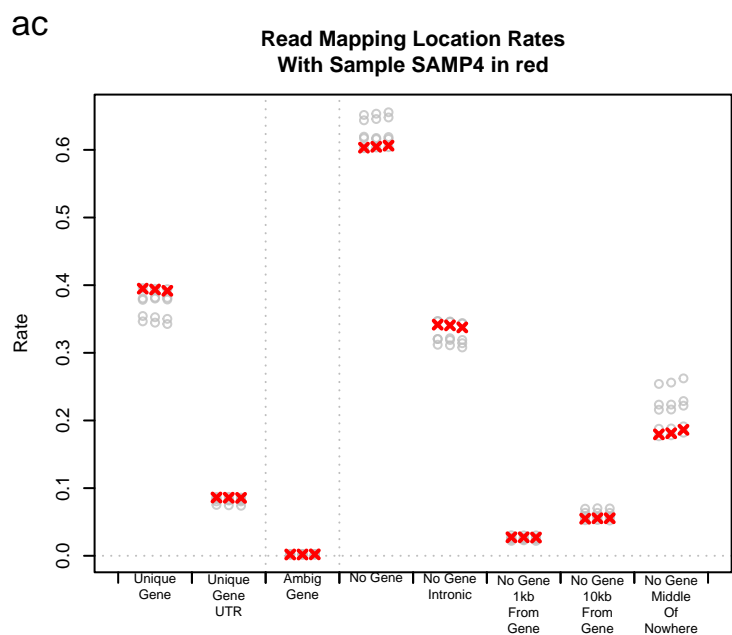 ac
Read Mapping Location Rates
With Sample SAMP4 in red
Rate
0.6
0.5
0.4
0.3
0.2
0.1
0.0
Unique
Gene
Unique
Gene
UTR
Ambig
Gene
No Gene
No Gene
Intronic
No Gene
1kb
From
Gene
No Gene
10kb
From
Gene
No Gene
Middle
Of
Nowhere